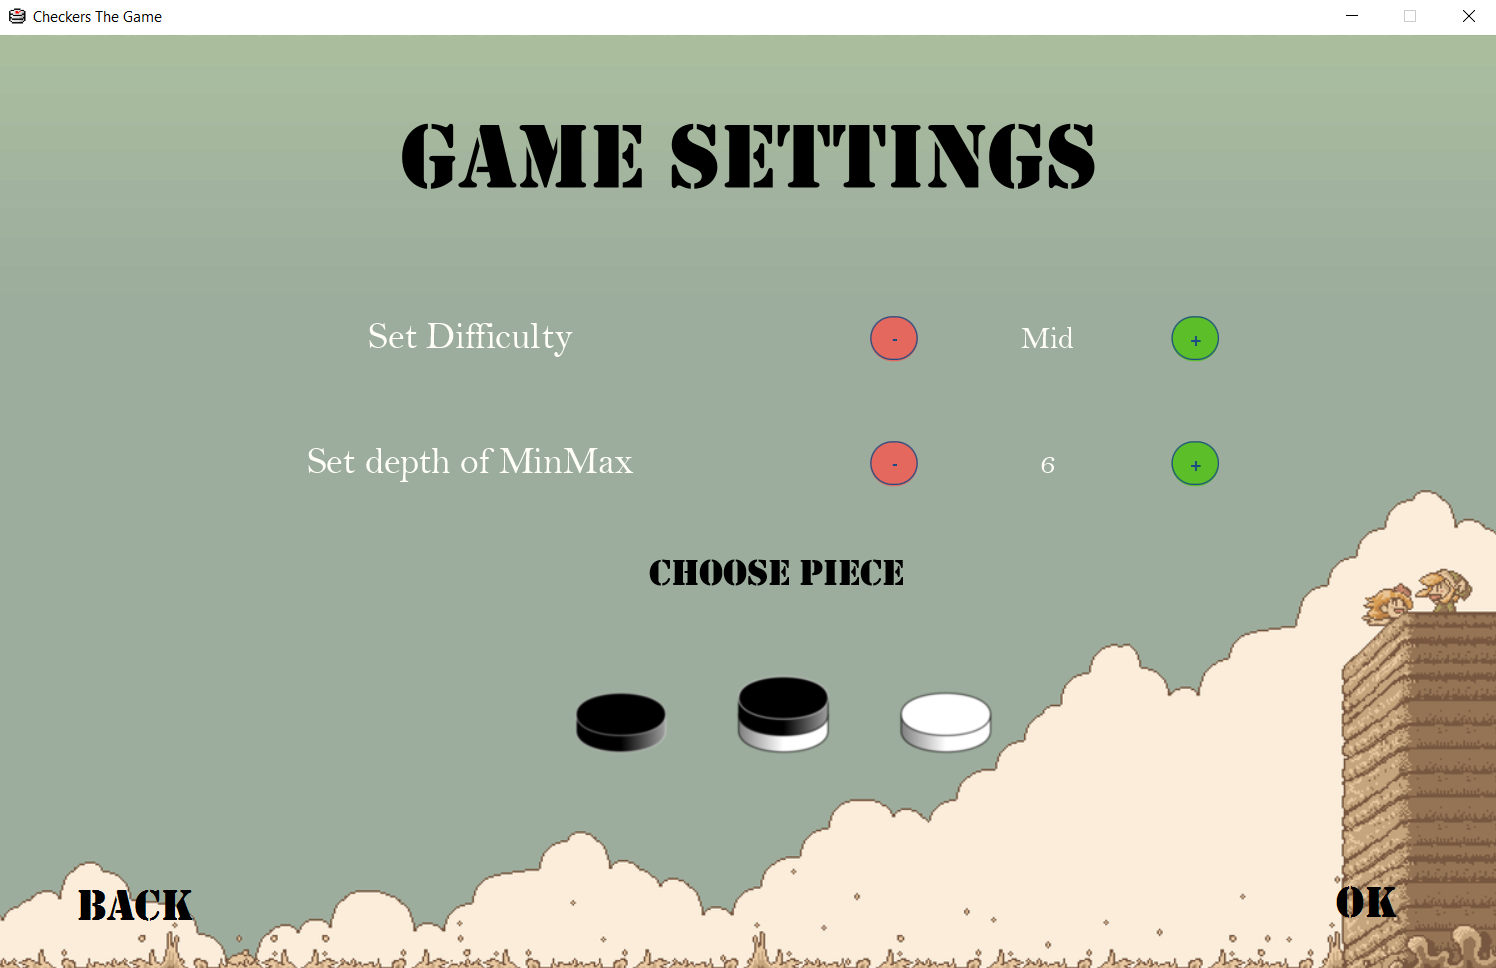 Checkers The Game
GAME SETTINGS
Set Difficulty - Mid +
Set depth of MinMax - 6 +
CHOOSE PIECE
BACK OK